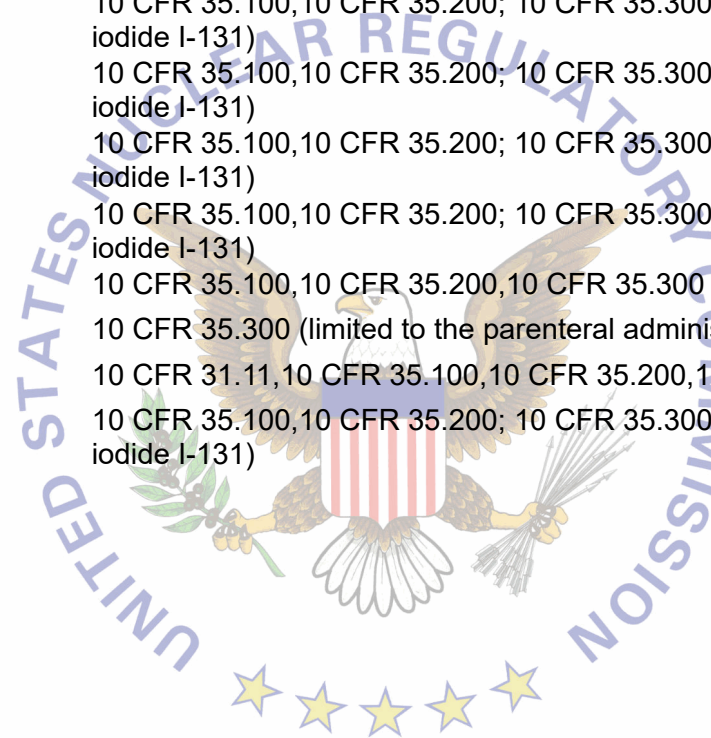 10 CFR 35.100,10 CFR 35.200; 10 CFR 35.300
iodide I-131)
10 CFR 35.100,10 CFR 35.200; 10 CFR 35.300
iodide I-131)
10 CFR 35.100,10 CFR 35.200; 10 CFR 35.300
iodide I-131)
10 CFR 35.100,10 CFR 35.200; 10 CFR 35.300
iodide I-131)
10 CFR 35.100,10 CFR 35.200,10 CFR 35.300
10 CFR 35.300 (limited to the parenteral
10 CFR 31.11,10 CFR 35.100,10 CFR 35.200,1
10 CFR 35.100,10 CFR 35.200; 10 CFR 35.300
iodide I-131)
UNITED STATES NUCLEAR REGULATORY COMMISSION